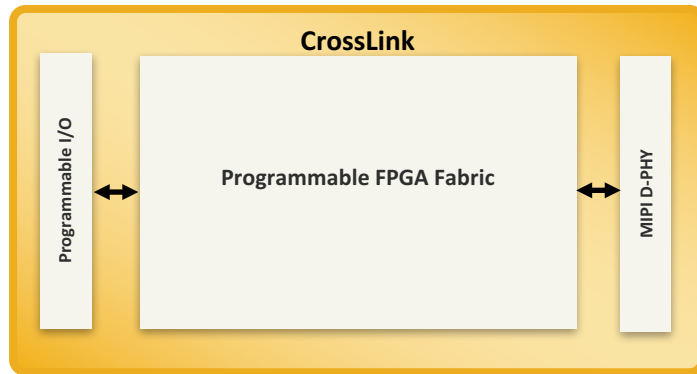 CrossLink
Programmable I/O
Programmable FPGA Fabric
MIPI D-PHY